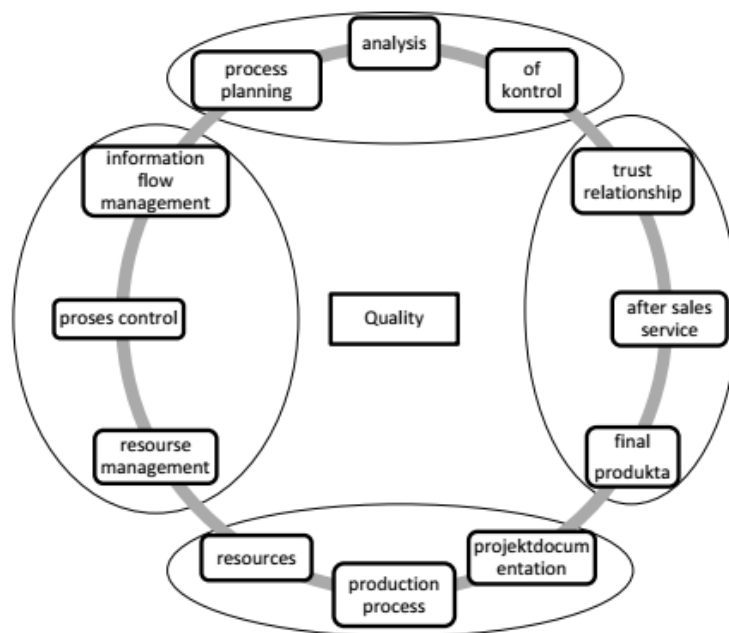 analysis
process
planning
of
kontrol
information
flow
management
trust
relationship
proses control
Quality
after sales
service
resourse
management
final
produkta
resources
production
process
projektdocum
entation